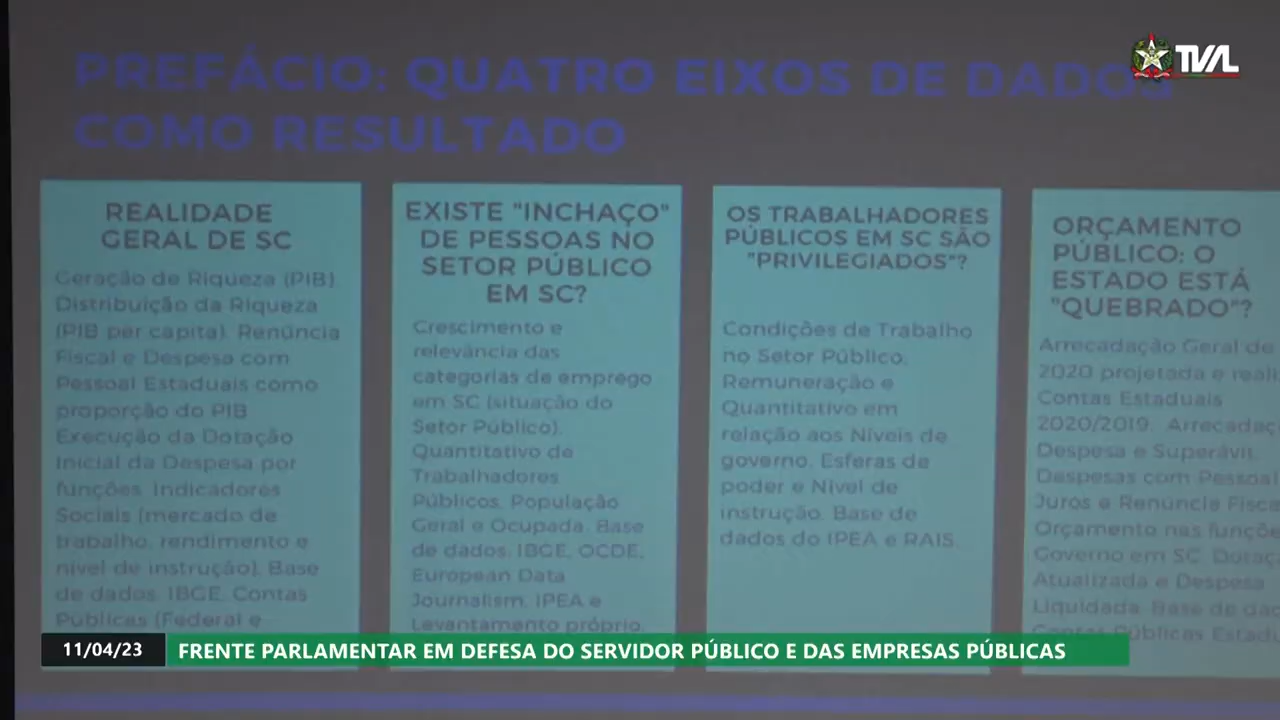 TVAL
PREFÁCIO: QUATRO EIXOS DE DADOS
COMO RESULTADO
REALIDADE
GERAL DE SC
Geração de Riqueza (PIB).
Distribuição da Riqueza
(PIB per capita). Renúncia
Fiscal e Despesa com
Pessoal Estaduais como
proporção do PIB
Execução da Dotação
Inicial da Despesa por
funções. Indicadores
Sociais (mercado de
trabalho, rendimento e
nível de instrução). Base
de dados: IBGE, Contas
Públicas (Federal e
EXISTE "INCHAÇO"
DE PESSOAS NO
SETOR PÚBLICO
EM SC?
Crescimento e
relevância das
categorias de emprego
em SC (situação do
Setor Público).
Quantitativo de
Trabalhadores
Públicos, População
Geral e Ocupada. Base
de dados: IBGE, OCDE,
European Data
Journalism, IPEA e
Levantamento próprio.
OS TRABALHADORES
PÚBLICOS EM SC SÃO
"PRIVILEGIADOS"?
Condições de Trabalho
no Setor Público.
Remuneração e
Quantitativo em
relação aos Níveis de
governo, Esferas de
poder e Nível de
instrução. Base de
dados do IPEA e RAIS.
ORÇAMENTO
PÚBLICO: O
ESTADO ESTÁ
"QUEBRADO"?
Arrecadação Geral de
2020 projetada e reali
Contas Estaduais
2020/2019. Arrecadaç
Despesa e Superávit.
Despesas com Pessoal
Juros e Renúncia Fisca
Orçamento nas funçõe
Governo em SC. Dotaç
Atualizada e Despesa
Liquidada. Base de dad
Contas Públicas Estadu
11/04/23
FRENTE PARLAMENTAR EM DEFESA DO SERVIDOR PÚBLICO E DAS EMPRESAS PÚBLICAS